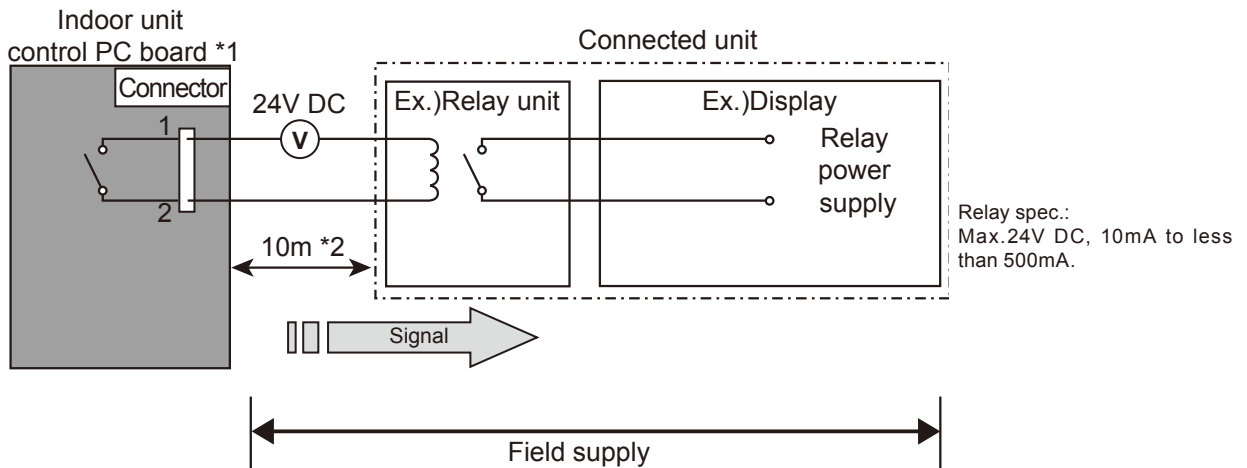 Indoor unit
control PC board *1
Connector
1
2
24V DC
V
10m *2
Connected unit
Ex.)Relay unit
Ex.)Display
Relay
power
supply
Relay spec.:
Max.24V DC, 10mA to less
than 500mA.
Signal
Field supply